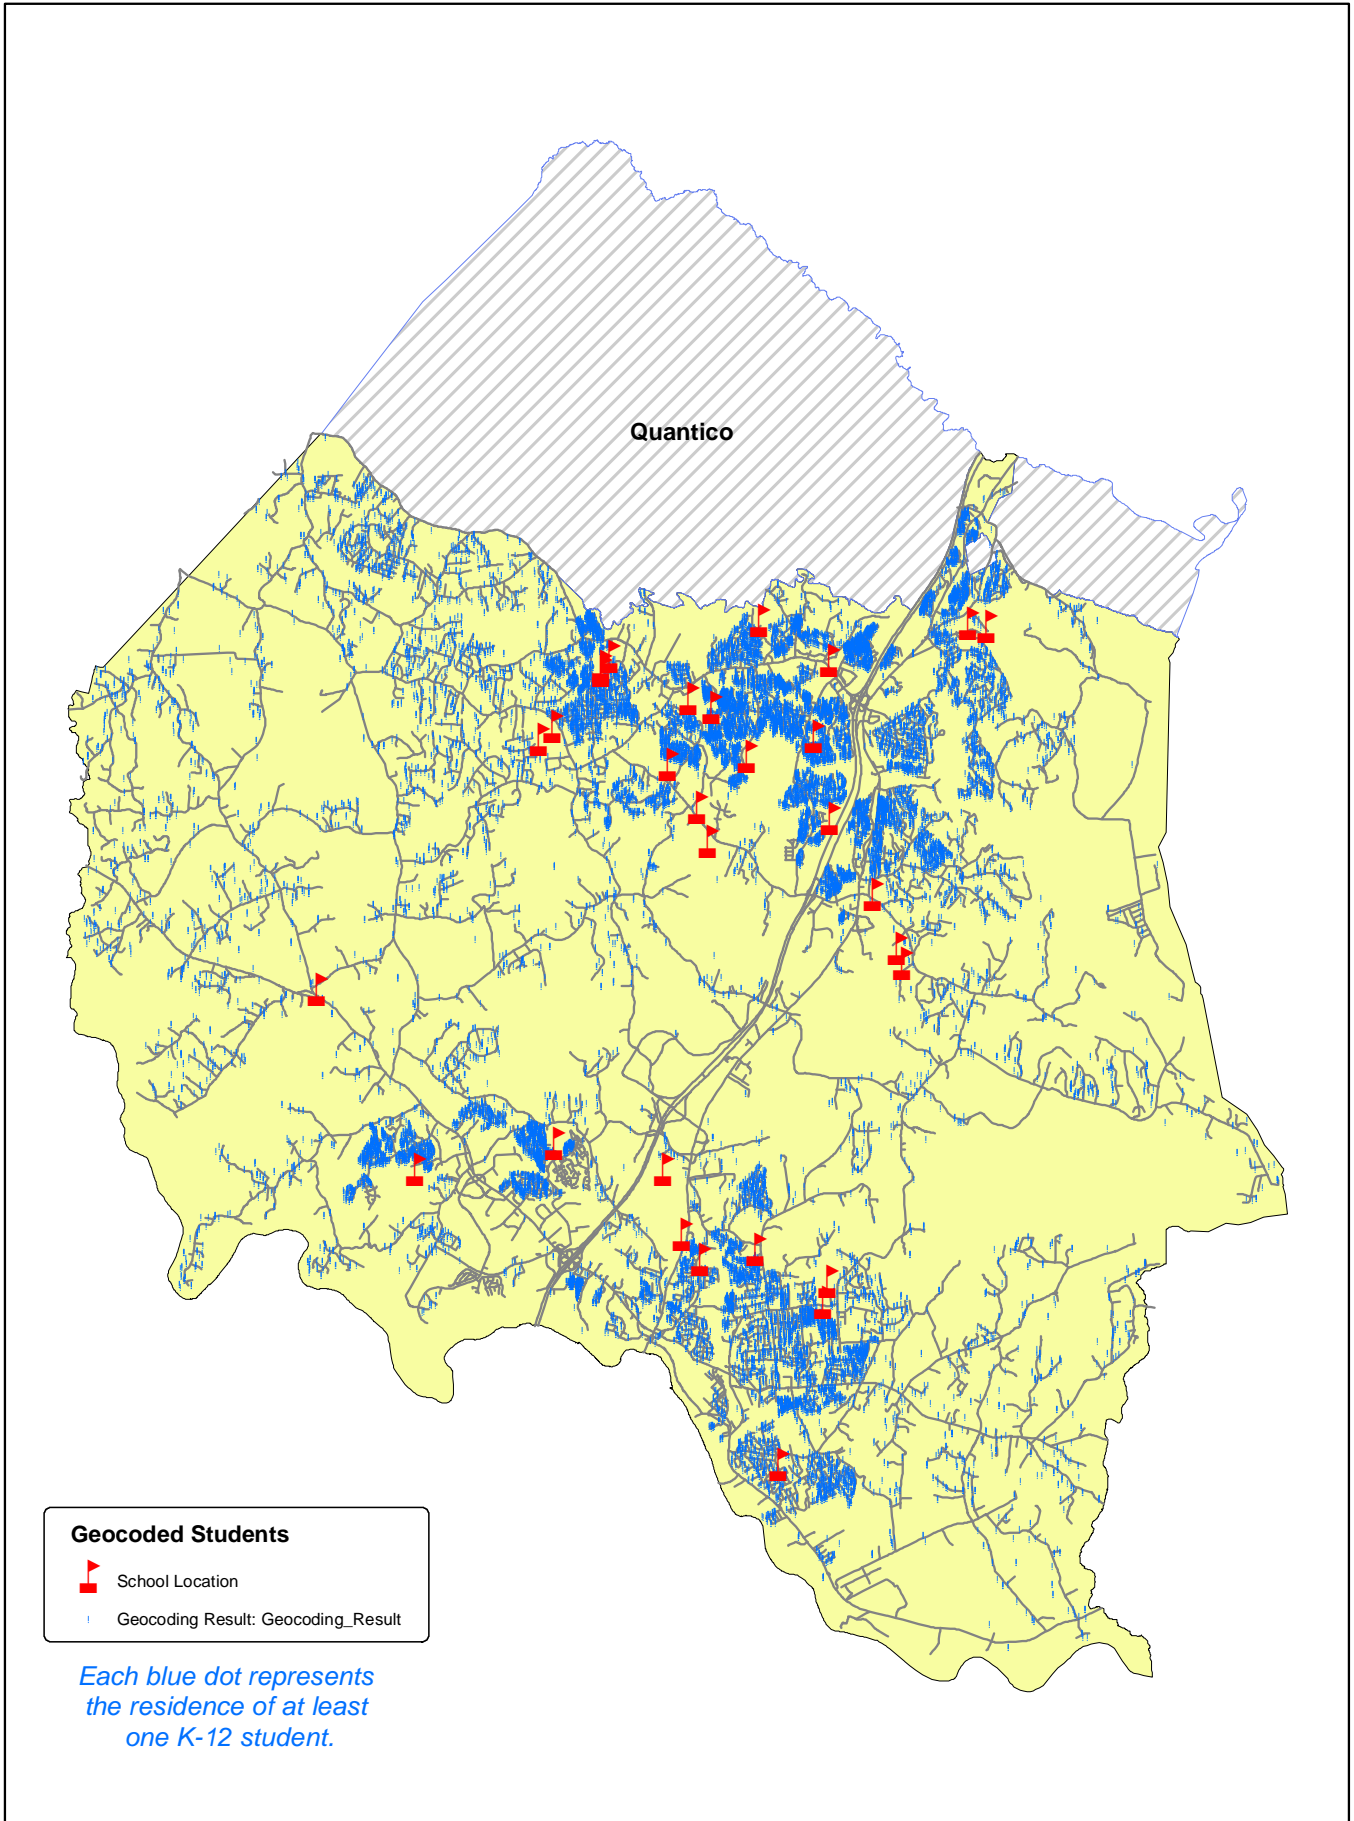 Quantico
Geocoded Students
School Location
Geocoding Result: Geocoding_Result
Each blue dot represents
the residence of at least
one K-12 student.